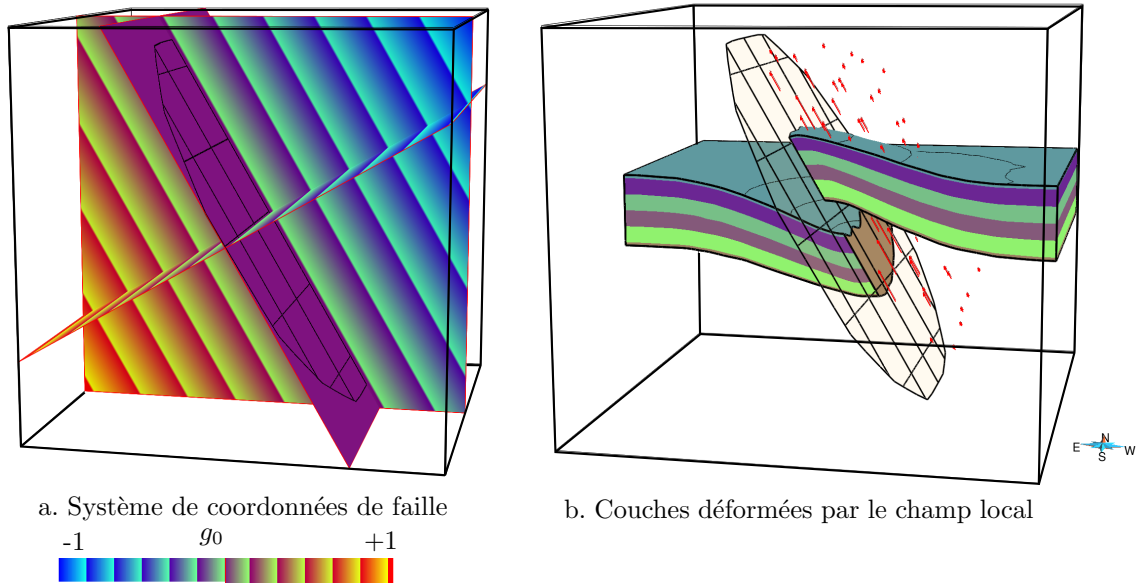 N
E W
S
a. Système de coordonnées de faille
b. Couches déformées par le champ local
-1 g0 +1